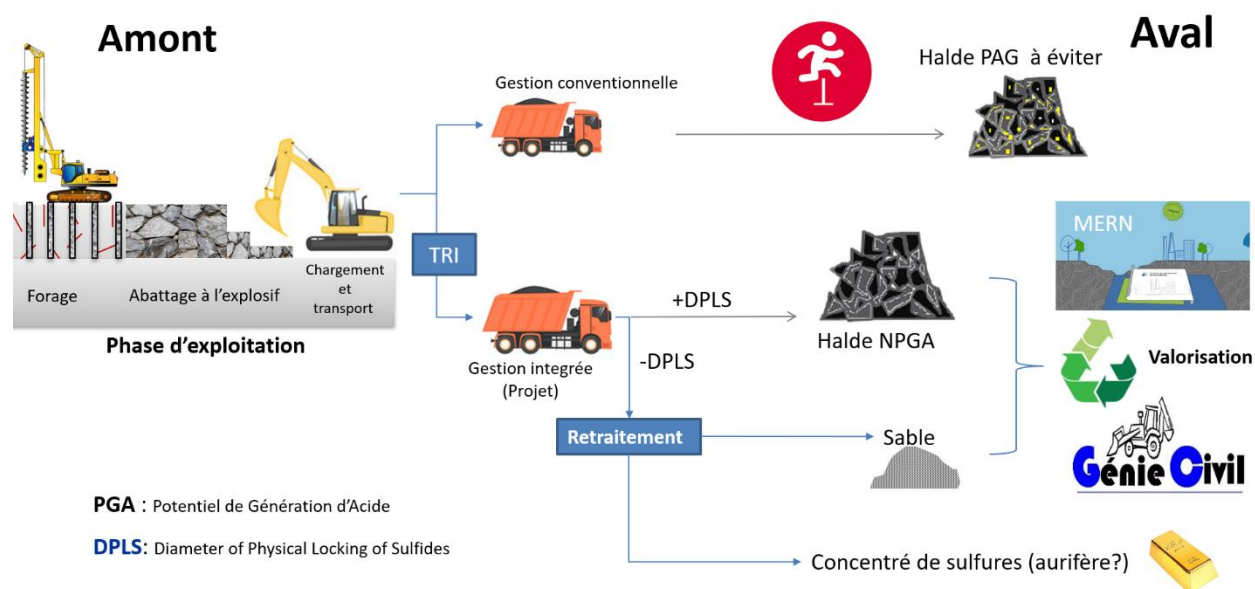 Amont
Aval
Gestion conventionnelle
Halde PAG à éviter
TRI
MERN
Forage
Abattage à l'explosif
Chargement
et
transport
Phase d'exploitation
Gestion integrée
(Projet)
+DPLS
-DPLS
Halde NPGA
Valorisation
Retraitement
Sable
Génie Civil
PGA : Potentiel de Génération d'Acide
DPLS: Diameter of Physical Locking of Sulfides
Concentré de sulfures (aurifère?)